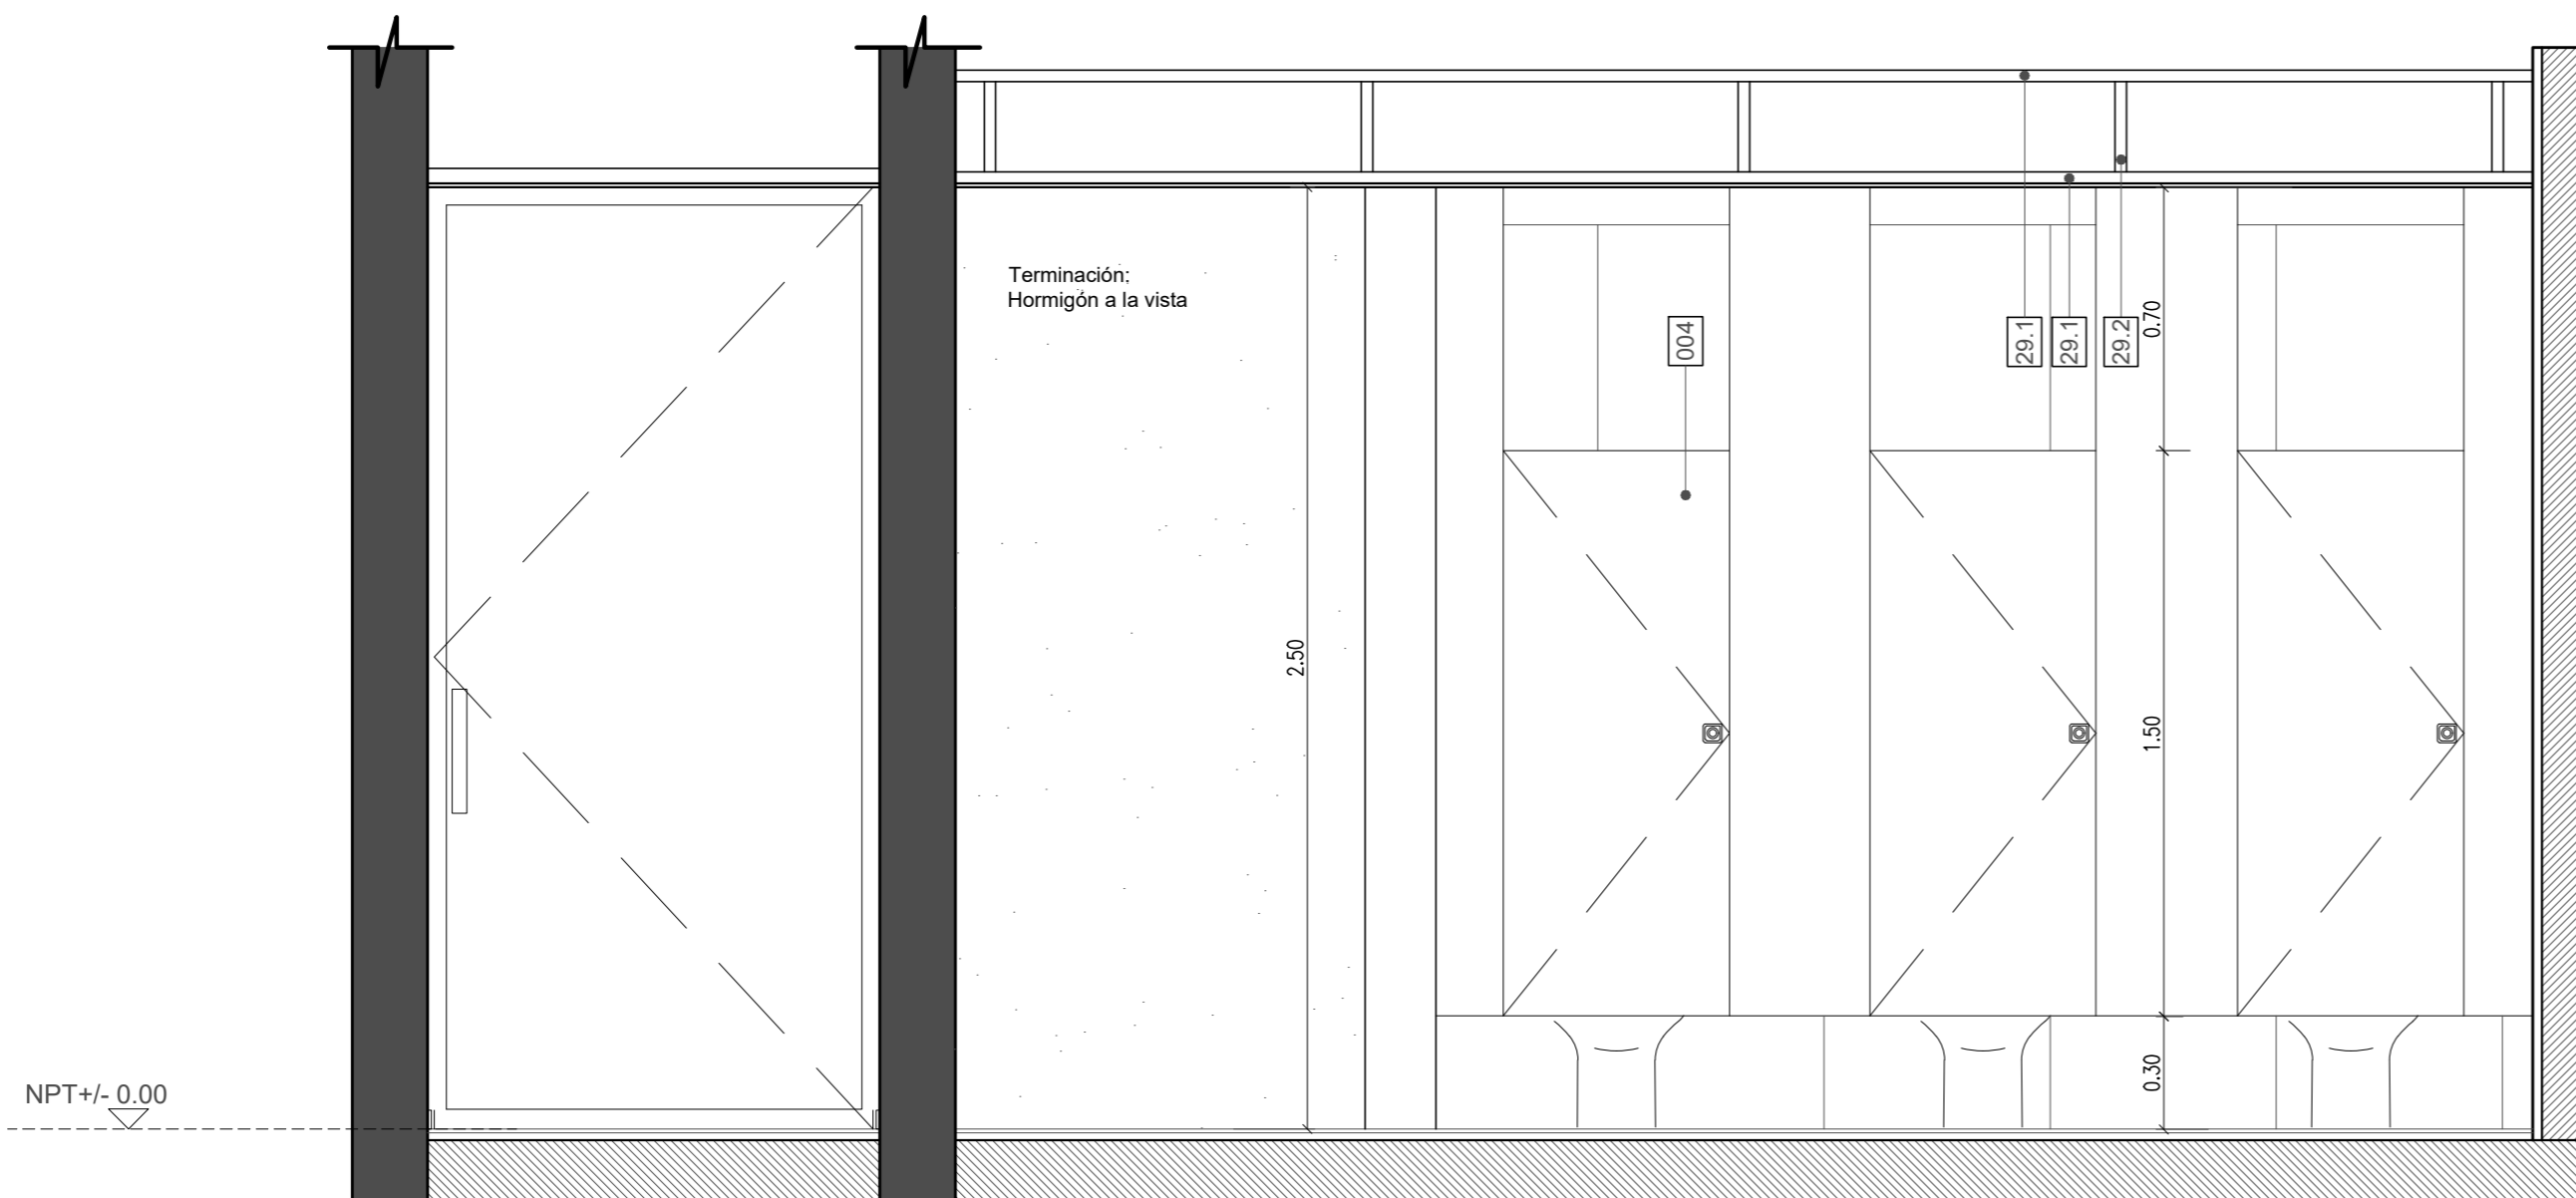 Terminación;
Hormigón a la vista
004
29.1
29.1
29.2
0.70
2.50
1.50
0.30
NPT+/- 0.00